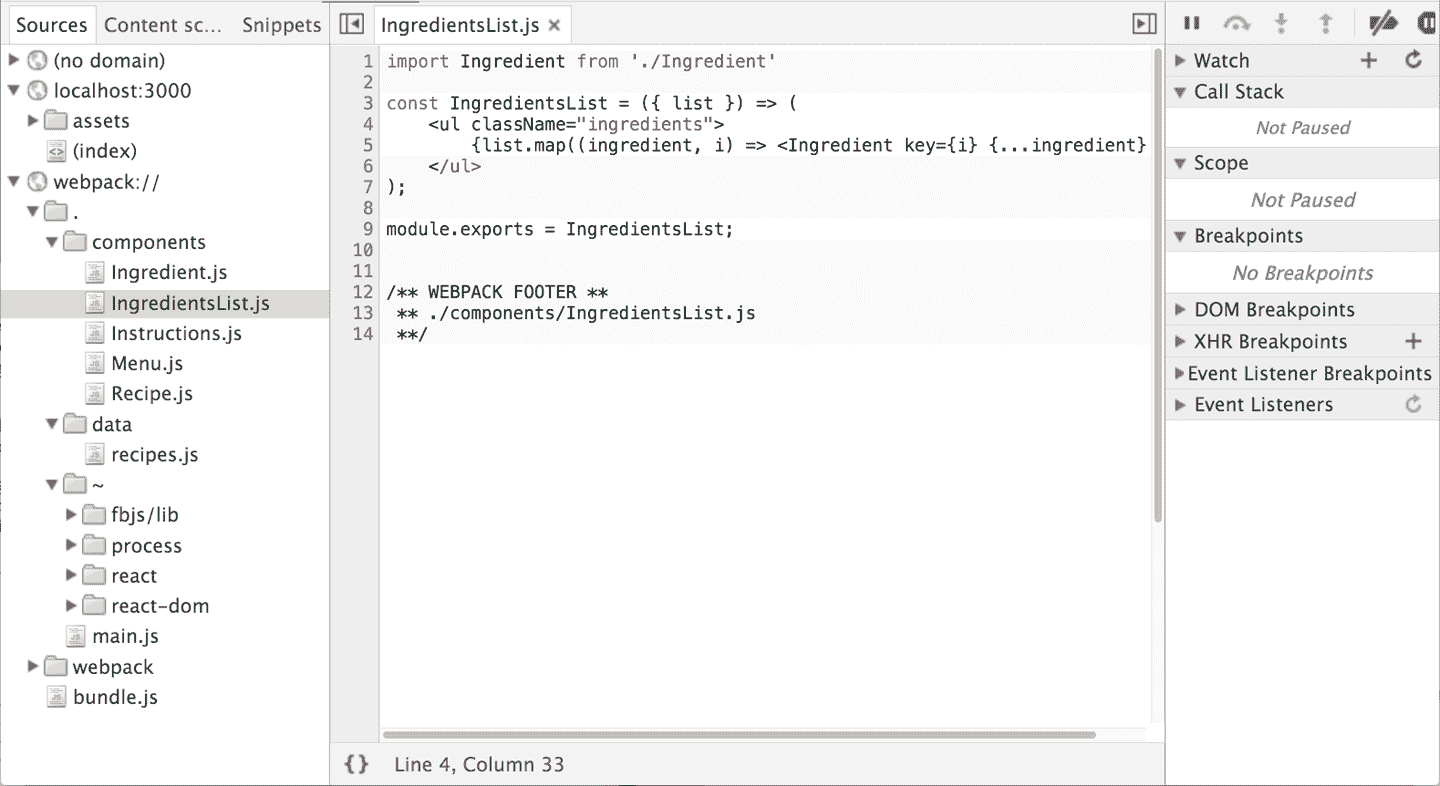 Sources Content sc... Snippets
(no domain)
localhost:3000
assets
(index)
webpack://
.
components
Ingredient.js
IngredientsList.js
Instructions.js
Menu.js
Recipe.js
data
recipes.js
~
fbjs/lib
process
react
react-dom
main.js
webpack
bundle.js
IngredientsList.js ×
1 import Ingredient from './Ingredient'
2
3 const IngredientsList = ({ list }) => (
4     <ul className="ingredients">
5         {list.map((ingredient, i) => <Ingredient key={i} {...ingredient}
6     </ul>
7 );
8
9 module.exports = IngredientsList;
10
11
12 /** WEBPACK FOOTER **
13  ** ./components/IngredientsList.js
14  **/
{} Line 4, Column 33
Watch
Call Stack
Not Paused
Scope
Not Paused
Breakpoints
No Breakpoints
DOM Breakpoints
XHR Breakpoints
Event Listener Breakpoints
Event Listeners